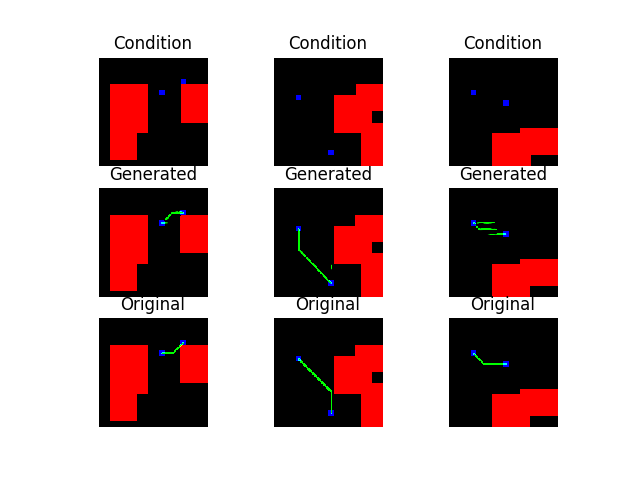 Condition
Condition
Condition
Generated
Generated
Generated
Original
Original
Original